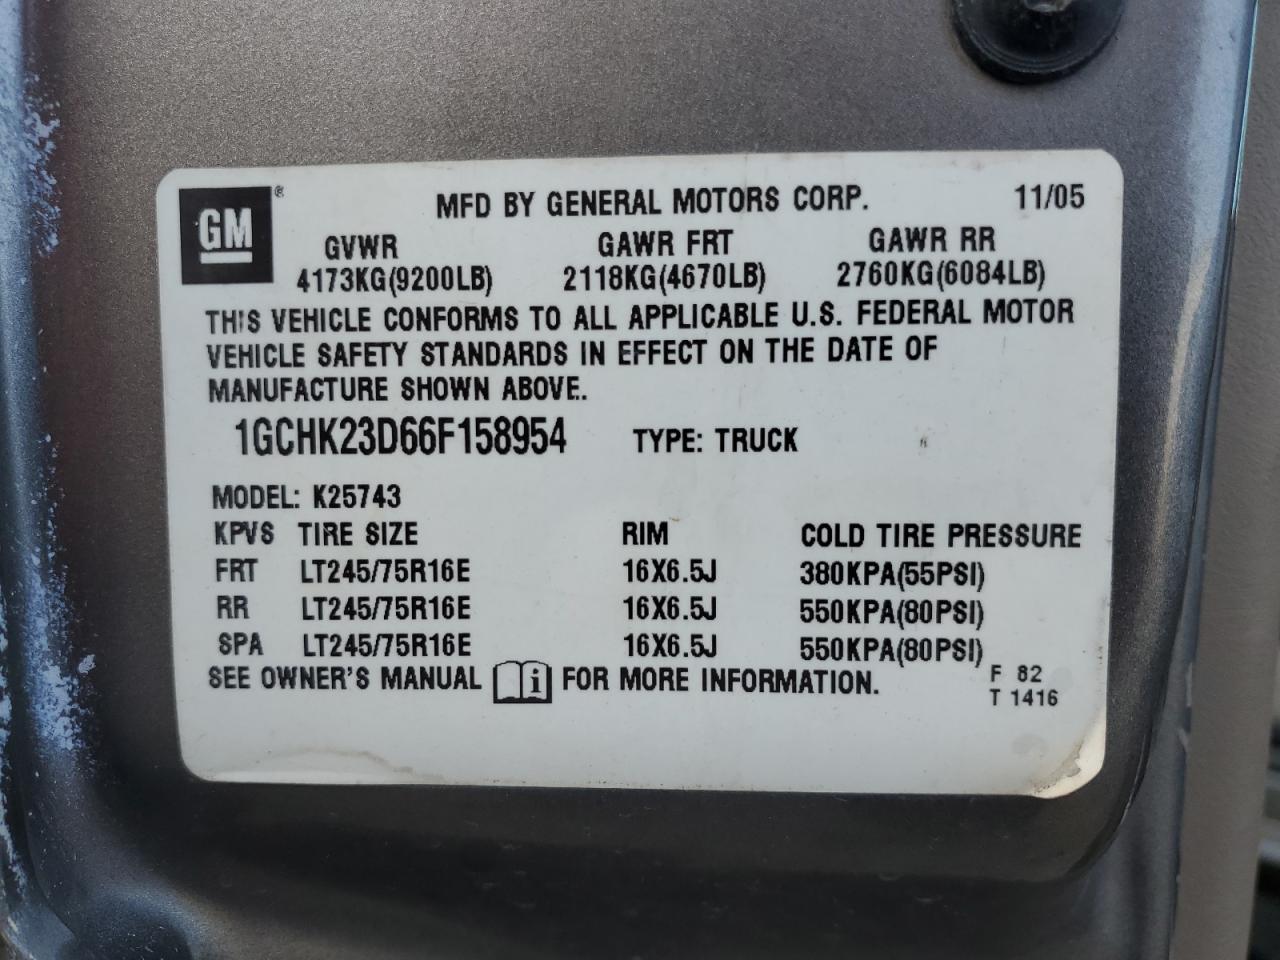 GM®
MFD BY GENERAL MOTORS CORP. 11/05
GVWR GAWR FRT GAWR RR
4173KG(9200LB) 2118KG(4670LB) 2760KG(6084LB)
THIS VEHICLE CONFORMS TO ALL APPLICABLE U.S. FEDERAL MOTOR
VEHICLE SAFETY STANDARDS IN EFFECT ON THE DATE OF
MANUFACTURE SHOWN ABOVE..
1GCHK23D66F158954 TYPE: TRUCK
MODEL: K25743
KPVS TIRE SIZE RIM COLD TIRE PRESSURE
FRT LT245/75R16E 16X6.5J 380KPA(55PSI)
RR LT245/75R16E 16X6.5J 550KPA(80PSI)
SPA LT245/75R16E 16X6.5J 550KPA(80PSI)
SEE OWNER'S MANUAL i FOR MORE INFORMATION.
F 82
T 1416